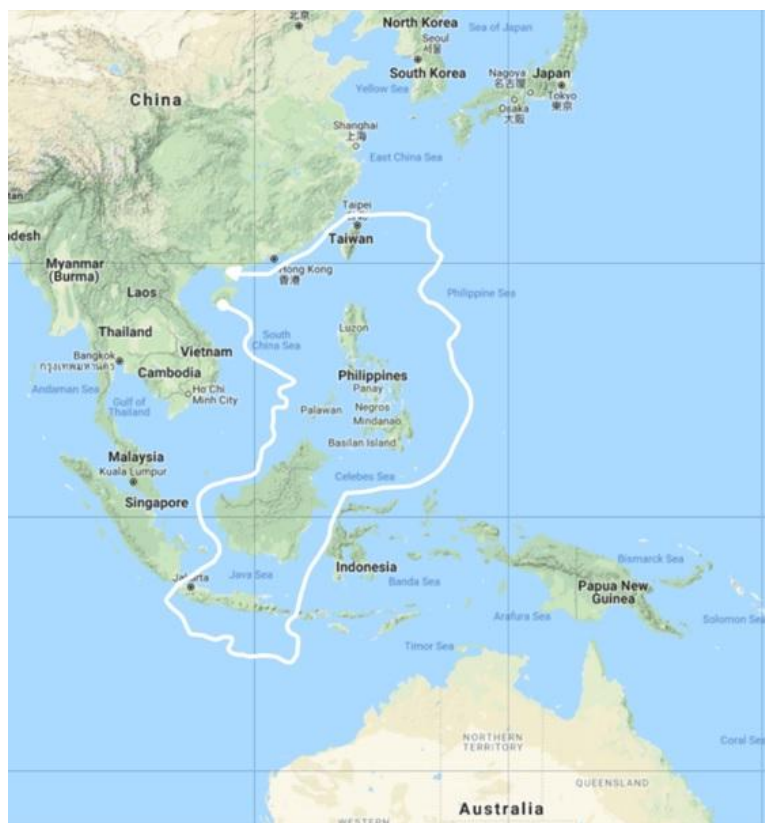 北京
North Korea
Sea of Japan
Seoul
서울
South Korea
Nagoya
名古屋
Japan
Tokyo
東京
Osaka
大阪
China
Yellow Sea
Shanghai
上海
East China Sea
Taipei
Taiwan
adesh
Myanmar
(Burma)
Hong Kong
香港
Laos
Philippine Sea
Thailand
Vietnam
South
China Sea
Luzon
Bangkok
กรุงเทพมหานคร
Cambodia
Philippines
Panay
Andaman Sea
Ho Chi
Minh City
Gulf of
Thailand
Palawan
Negros
Mindanao
Basilan Island
Malaysia
Kuala Lumpur
Celebes Sea
Singapore
Indonesia
Bismarck Sea
Jakarta
Java Sea
Banda Sea
Papua New
Guinea
Arafura Sea
Solomon Sea
Timor Sea
NORTHERN
TERRITORY
Coral Sea
QUEENSLAND
Australia
WESTERN